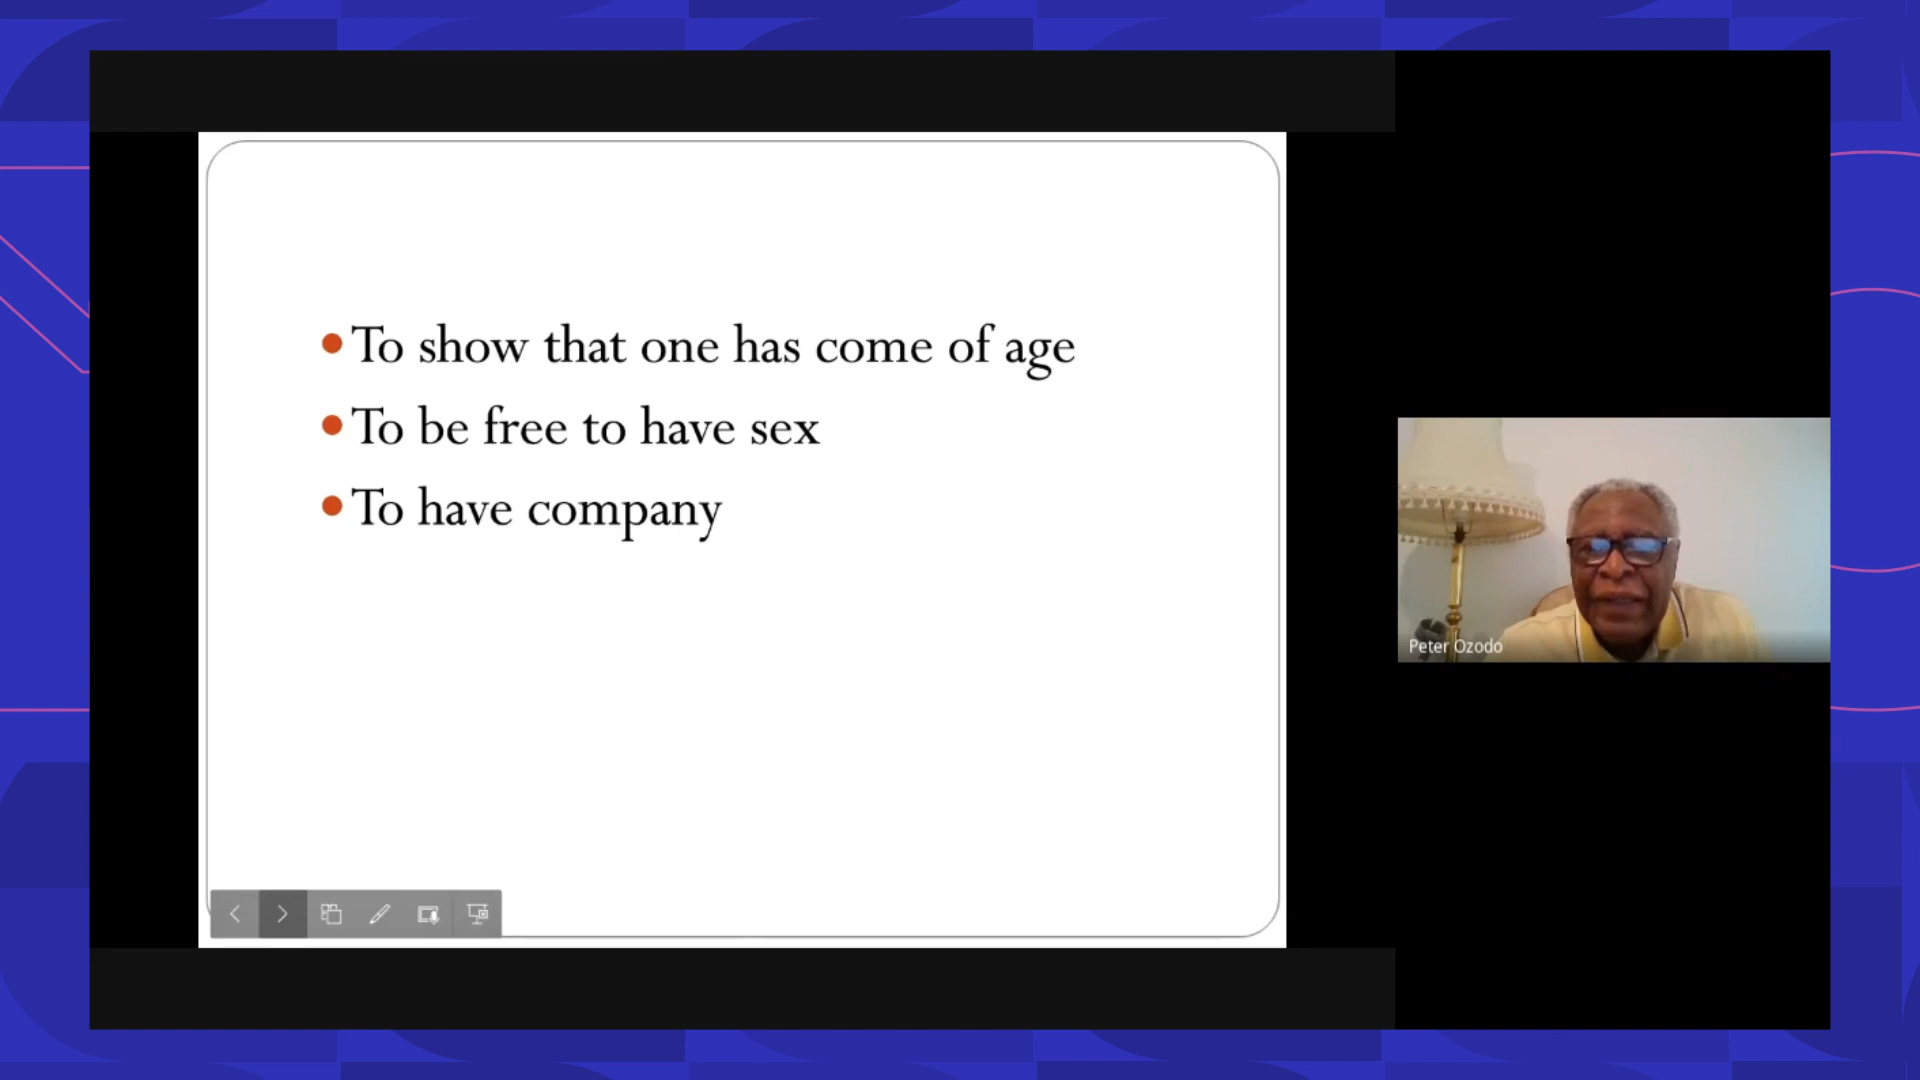 To show that one has come of age
To be free to have sex
To have company
Peter Ozodo